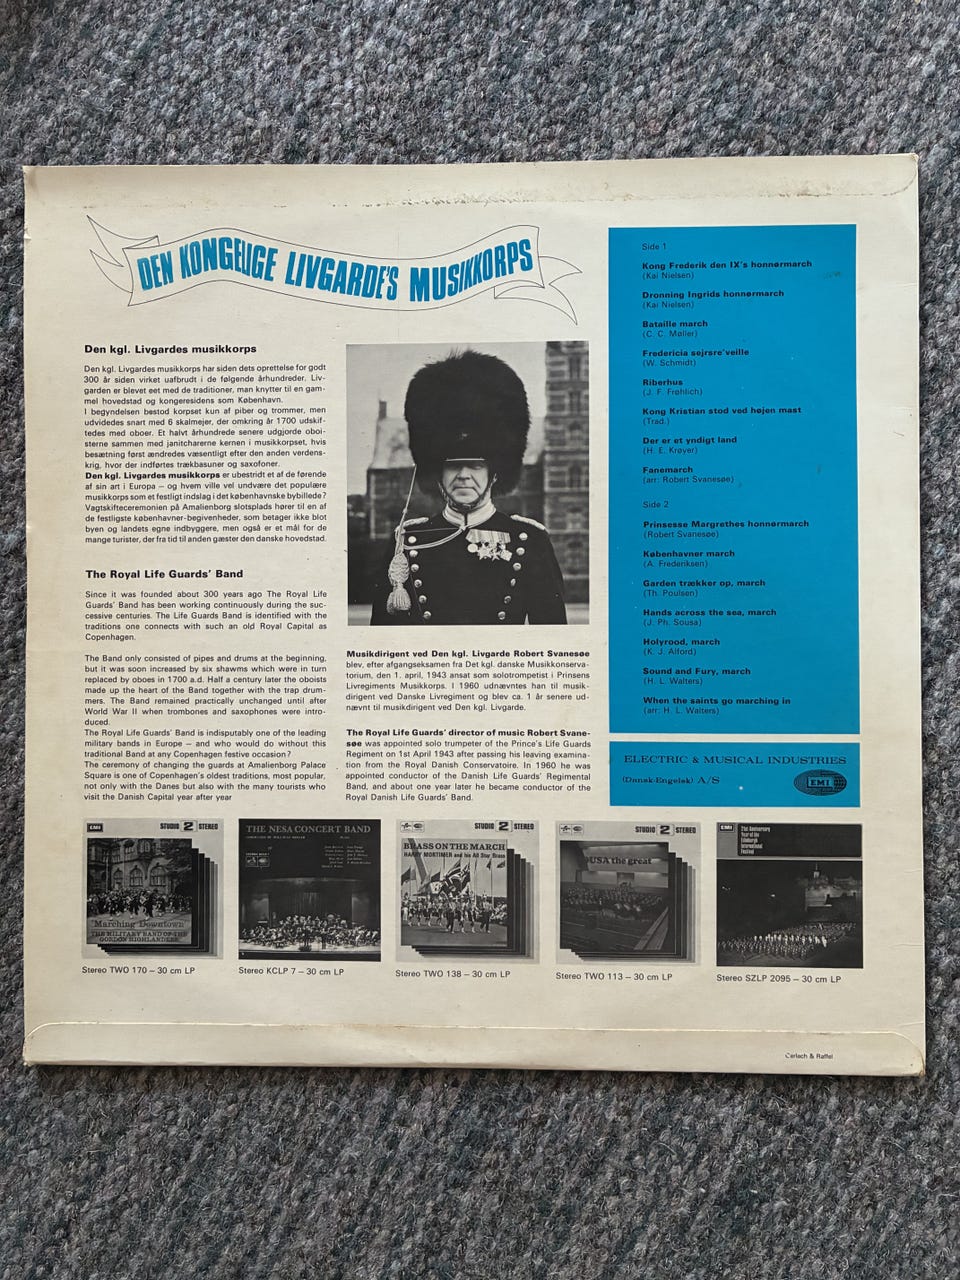 DEN KONGELIGE LIVGARDE'S MUSIKKORPS
Den kgl. Livgardes musikkorps
Den kgl. Livgardes musikkorps har siden dets oprettelse for godt
300 år siden virket uafbrudt i de følgende århundreder. Liv-
garden er blevet eet med de traditioner, man knytter til en gam-
mel hovedstad og kongeresidens som København.
I begyndelsen bestod korpset kun af piber og trommer, men
udvidedes snart med 6 skalmejer, der omkring år 1700 udskif-
tedes med oboer. Et halvt århundrede senere udgjorde oboi-
sterne sammen med janitcharerne kernen i musikkorpset, hvis
besætning først ændredes væsentligt efter den anden verdens-
krig, hvor der indførtes trækbasuner og saxofoner.
Den kgl. Livgardes musikkorps er ubestridt et af de førende
af sin art i Europa – og hvem ville vel undvære det populære
musikkorps som et festligt indslag i det københavnske bybillede?
Vagtskifteceremonien på Amalienborg slotsplads hører til en af
de festligste københavner-begivenheder, som betager ikke blot
byen og landets egne indbyggere, men også er et mål for de
mange turister, der fra tid til anden gæster den danske hovedstad.
The Royal Life Guards' Band
Since it was founded about 300 years ago The Royal Life
Guards' Band has been working continuously during the suc-
cessive centuries. The Life Guards Band is identified with the
traditions one connects with such an old Royal Capital as
Copenhagen.
The Band only consisted of pipes and drums at the beginning,
but it was soon increased by six shawms which were in turn
replaced by oboes in 1700 a.d. Half a century later the oboists
made up the heart of the Band together with the trap drum-
mers. The Band remained practically unchanged until after
World War II when trombones and saxophones were intro-
duced.
The Royal Life Guards' Band is indisputably one of the leading
military bands in Europe – and who would do without this
traditional Band at any Copenhagen festive occasion?
The ceremony of changing the guards at Amalienborg Palace
Square is one of Copenhagen's oldest traditions, most popular,
not only with the Danes but also with the many tourists who
visit the Danish Capital year after year
Musikdirigent ved Den kgl. Livgarde Robert Svanesøe
blev, efter afgangseksamen fra Det kgl. danske Musikkonserva-
torium, den 1. april, 1943 ansat som solotrompetist i Prinsens
Livregiments Musikkorps. I 1960 udnævntes han til musik-
dirigent ved Danske Livregiment og blev ca. 1 år senere ud-
nævnt til musikdirigent ved Den kgl. Livgarde.
The Royal Life Guards' director of music Robert Svane-
søe was appointed solo trumpeter of the Prince's Life Guards
Regiment on 1st April 1943 after passing his leaving examina-
tion from the Royal Danish Conservatoire. In 1960 he was
appointed conductor of the Danish Life Guards' Regimental
Band, and about one year later he became conductor of the
Royal Danish Life Guards' Band.
Side 1
Kong Frederik den IX's honnørmarch
(Kai Nielsen)
Dronning Ingrids honnørmarch
(Kai Nielsen)
Bataille march
(C. C. Møller)
Fredericia sejrsre'veille
(W. Schmidt)
Riberhus
(J. F. Frøhlich)
Kong Kristian stod ved højen mast
(Trad.)
Der er et yndigt land
(H. E. Krøyer)
Fanemarch
(arr: Robert Svanesøe)
Side 2
Prinsesse Margrethes honnørmarch
(Robert Svanesøe)
Københavner march
(A. Frederiksen)
Garden trækker op, march
(Th. Poulsen)
Hands across the sea, march
(J. Ph. Sousa)
Holyrood, march
(K. J. Alford)
Sound and Fury, march
(H. L. Walters)
When the saints go marching in
(arr: H. L. Walters)
ELECTRIC & MUSICAL INDUSTRIES
(Dansk-Engelsk) A/S
EMI
EMI STUDIO 2 STEREO
Marching Downtown
THE MILITARY BAND OF THE
GORDON HIGHLANDERS
Stereo TWO 170 – 30 cm LP
THE NESA CONCERT BAND
Stereo KCLP 7 – 30 cm LP
STUDIO 2 STEREO
BRASS ON THE MARCH
HARRY MORTIMER and his All Star Brass
Stereo TWO 138 – 30 cm LP
STUDIO 2 STEREO
USA the great
Stereo TWO 113 – 30 cm LP
EMI
21st Anniversary
Year of the
Edinburgh
International
Festival
Stereo SZLP 2095 – 30 cm LP
Gerlach & Raffel